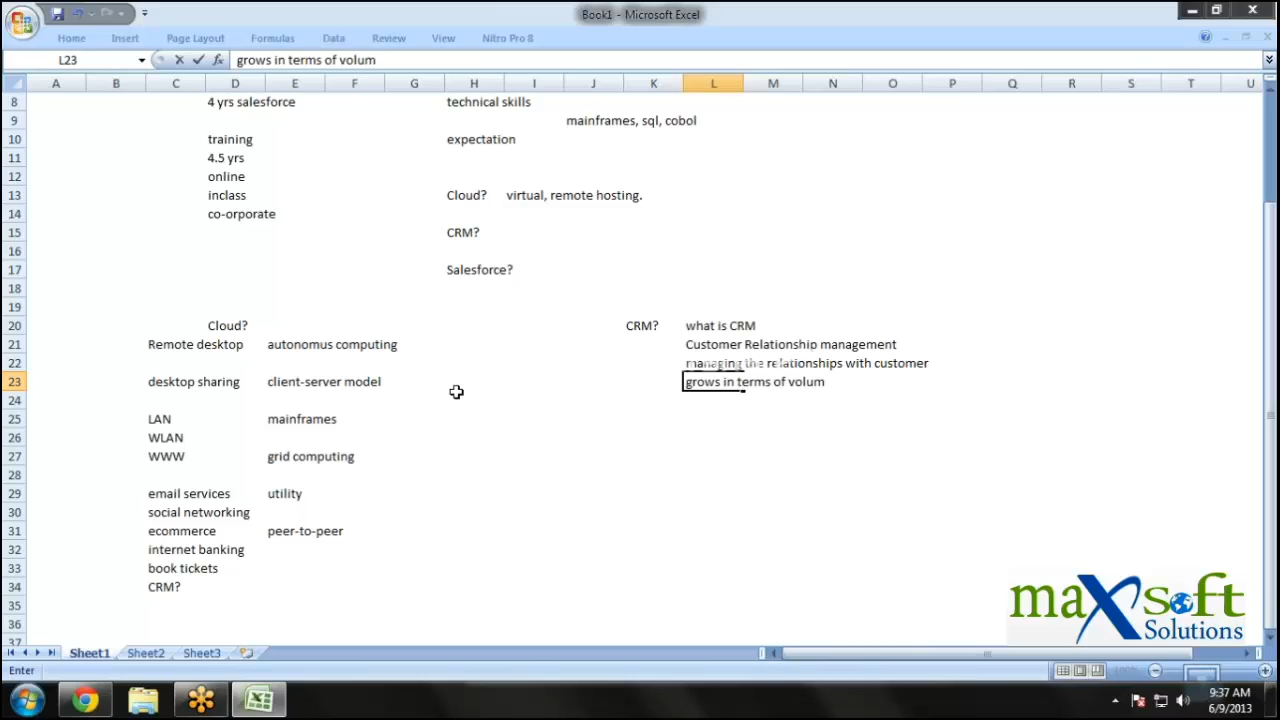 Book1 - Microsoft Excel
Home Insert Page Layout Formulas Data Review View Nitro Pro 8
L23 fx grows in terms of volum
A B C D E F G H I J K L M N O P Q R S T U
8 4 yrs salesforce technical skills
9 mainframes, sql, cobol
10 training expectation
11 4.5 yrs
12 online
13 inclass Cloud? virtual, remote hosting.
14 co-orporate
15 CRM?
16
17 Salesforce?
18
19
20 Cloud? CRM? what is CRM
21 Remote desktop autonomus computing Customer Relationship management
22 managing the relationships with customer
23 desktop sharing client-server model grows in terms of volum
24
25 LAN mainframes
26 WLAN
27 WWW grid computing
28
29 email services utility
30 social networking
31 ecommerce peer-to-peer
32 internet banking
33 book tickets
34 CRM?
35
36
37
maxsoft
Solutions
Sheet1 Sheet2 Sheet3
Enter 100%
9:37 AM
6/9/2013